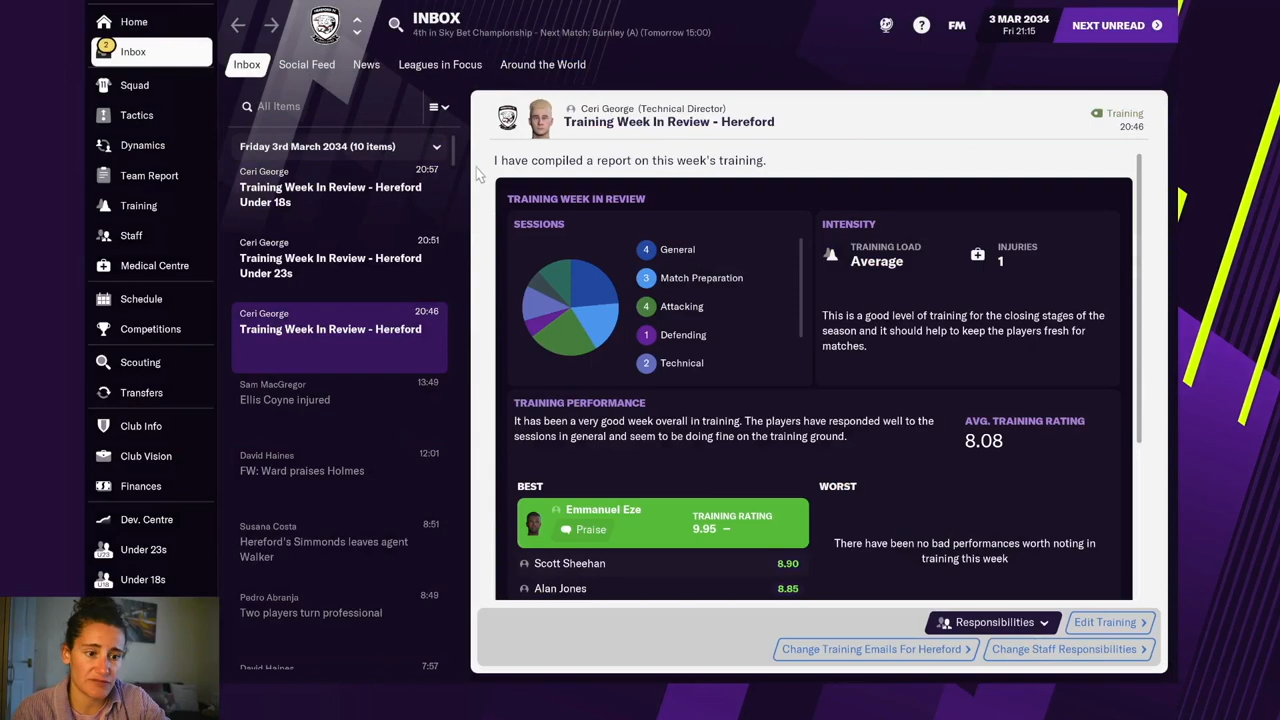 Home
2
Inbox
11
Squad
Tactics
Dynamics
Team Report
Training
Staff
Medical Centre
Schedule
Competitions
Scouting
Transfers
Club Info
Club Vision
Finances
Dev. Centre
U23
Under 23s
U18
Under 18s
INBOX
4th in Sky Bet Championship - Next Match: Burnley (A) (Tomorrow 15:00)
?
FM
3 MAR 2034
Fri 21:15
NEXT UNREAD
Inbox
Social Feed
News
Leagues in Focus
Around the World
All Items
Friday 3rd March 2034 (10 items)
Ceri George
20:57
Training Week In Review - Hereford
Under 18s
Ceri George
20:51
Training Week In Review - Hereford
Under 23s
Ceri George
20:46
Training Week In Review - Hereford
Sam MacGregor
13:49
Ellis Coyne injured
David Haines
12:01
FW: Ward praises Holmes
Susana Costa
8:51
Hereford's Simmonds leaves agent
Walker
Pedro Abranja
8:49
Two players turn professional
David Haines
7:57
Ceri George (Technical Director)
Training Week In Review - Hereford
Training
20:46
I have compiled a report on this week's training.
TRAINING WEEK IN REVIEW
SESSIONS
4 General
3 Match Preparation
4 Attacking
1 Defending
2 Technical
INTENSITY
TRAINING LOAD
Average
INJURIES
1
This is a good level of training for the closing stages of the
season and it should help to keep the players fresh for
matches.
TRAINING PERFORMANCE
It has been a very good week overall in training. The players have responded well to the
sessions in general and seem to be doing fine on the training ground.
AVG. TRAINING RATING
8.08
BEST
Emmanuel Eze
Praise
TRAINING RATING
9.95 –
Scott Sheehan
8.90
Alan Jones
8.85
WORST
There have been no bad performances worth noting in
training this week
Responsibilities
Edit Training
Change Training Emails For Hereford
Change Staff Responsibilities